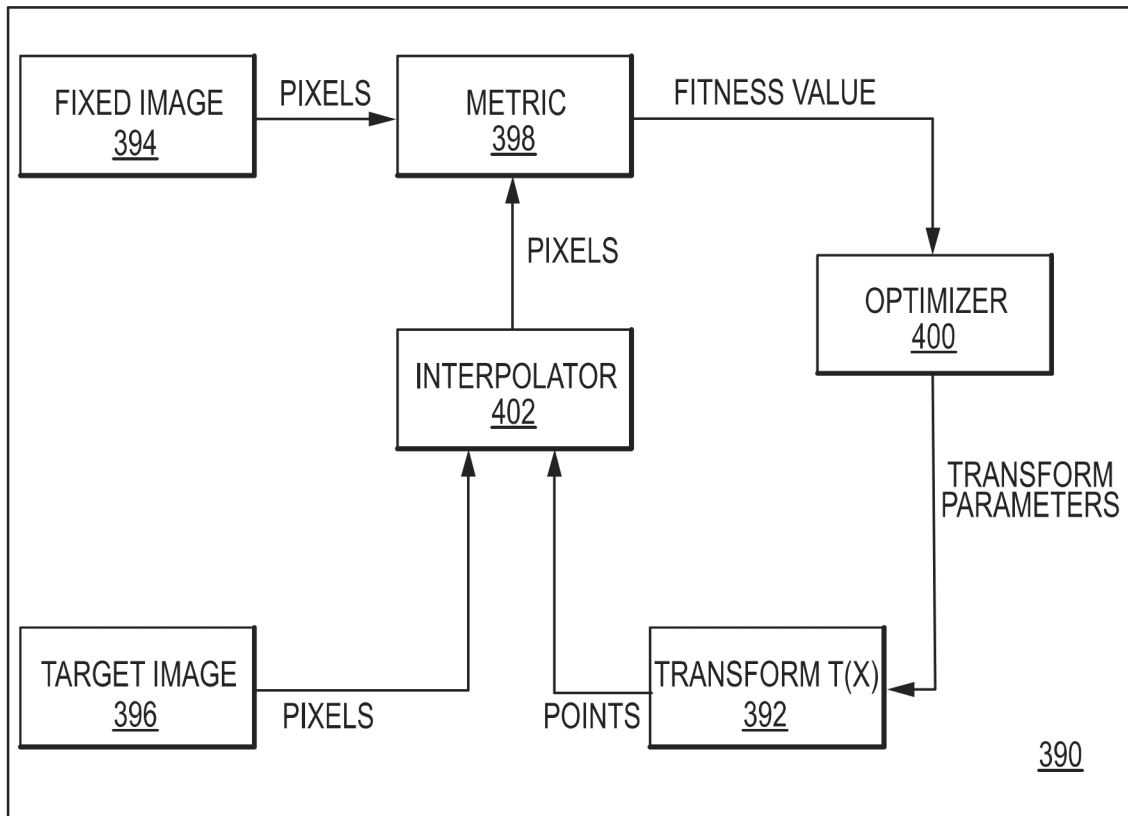 FIXED IMAGE
394
PIXELS
METRIC
398
FITNESS VALUE
PIXELS
OPTIMIZER
400
INTERPOLATOR
402
TRANSFORM
PARAMETERS
TARGET IMAGE
396
PIXELS
POINTS
TRANSFORM T(X)
392
390